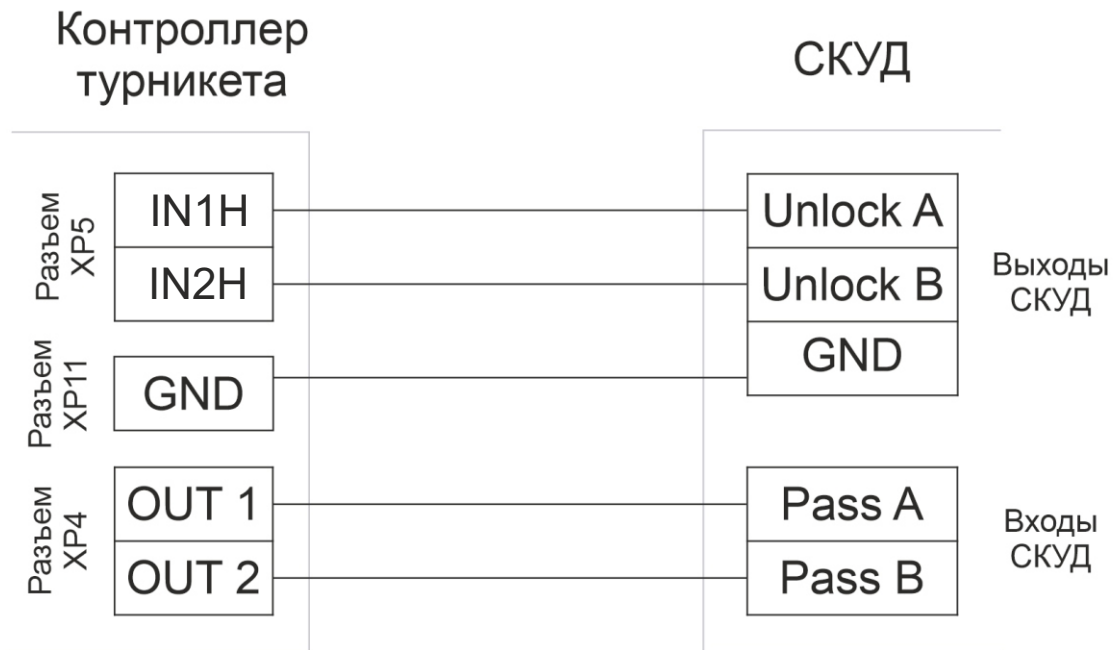 Контроллер
турникета
СКУД
Разъем
XP5
IN1H
IN2H
Unlock A
Unlock B
GND
Выходы
СКУД
Разъем
XP11
GND
Разъем
XP4
OUT 1
OUT 2
Pass A
Pass B
Входы
СКУД